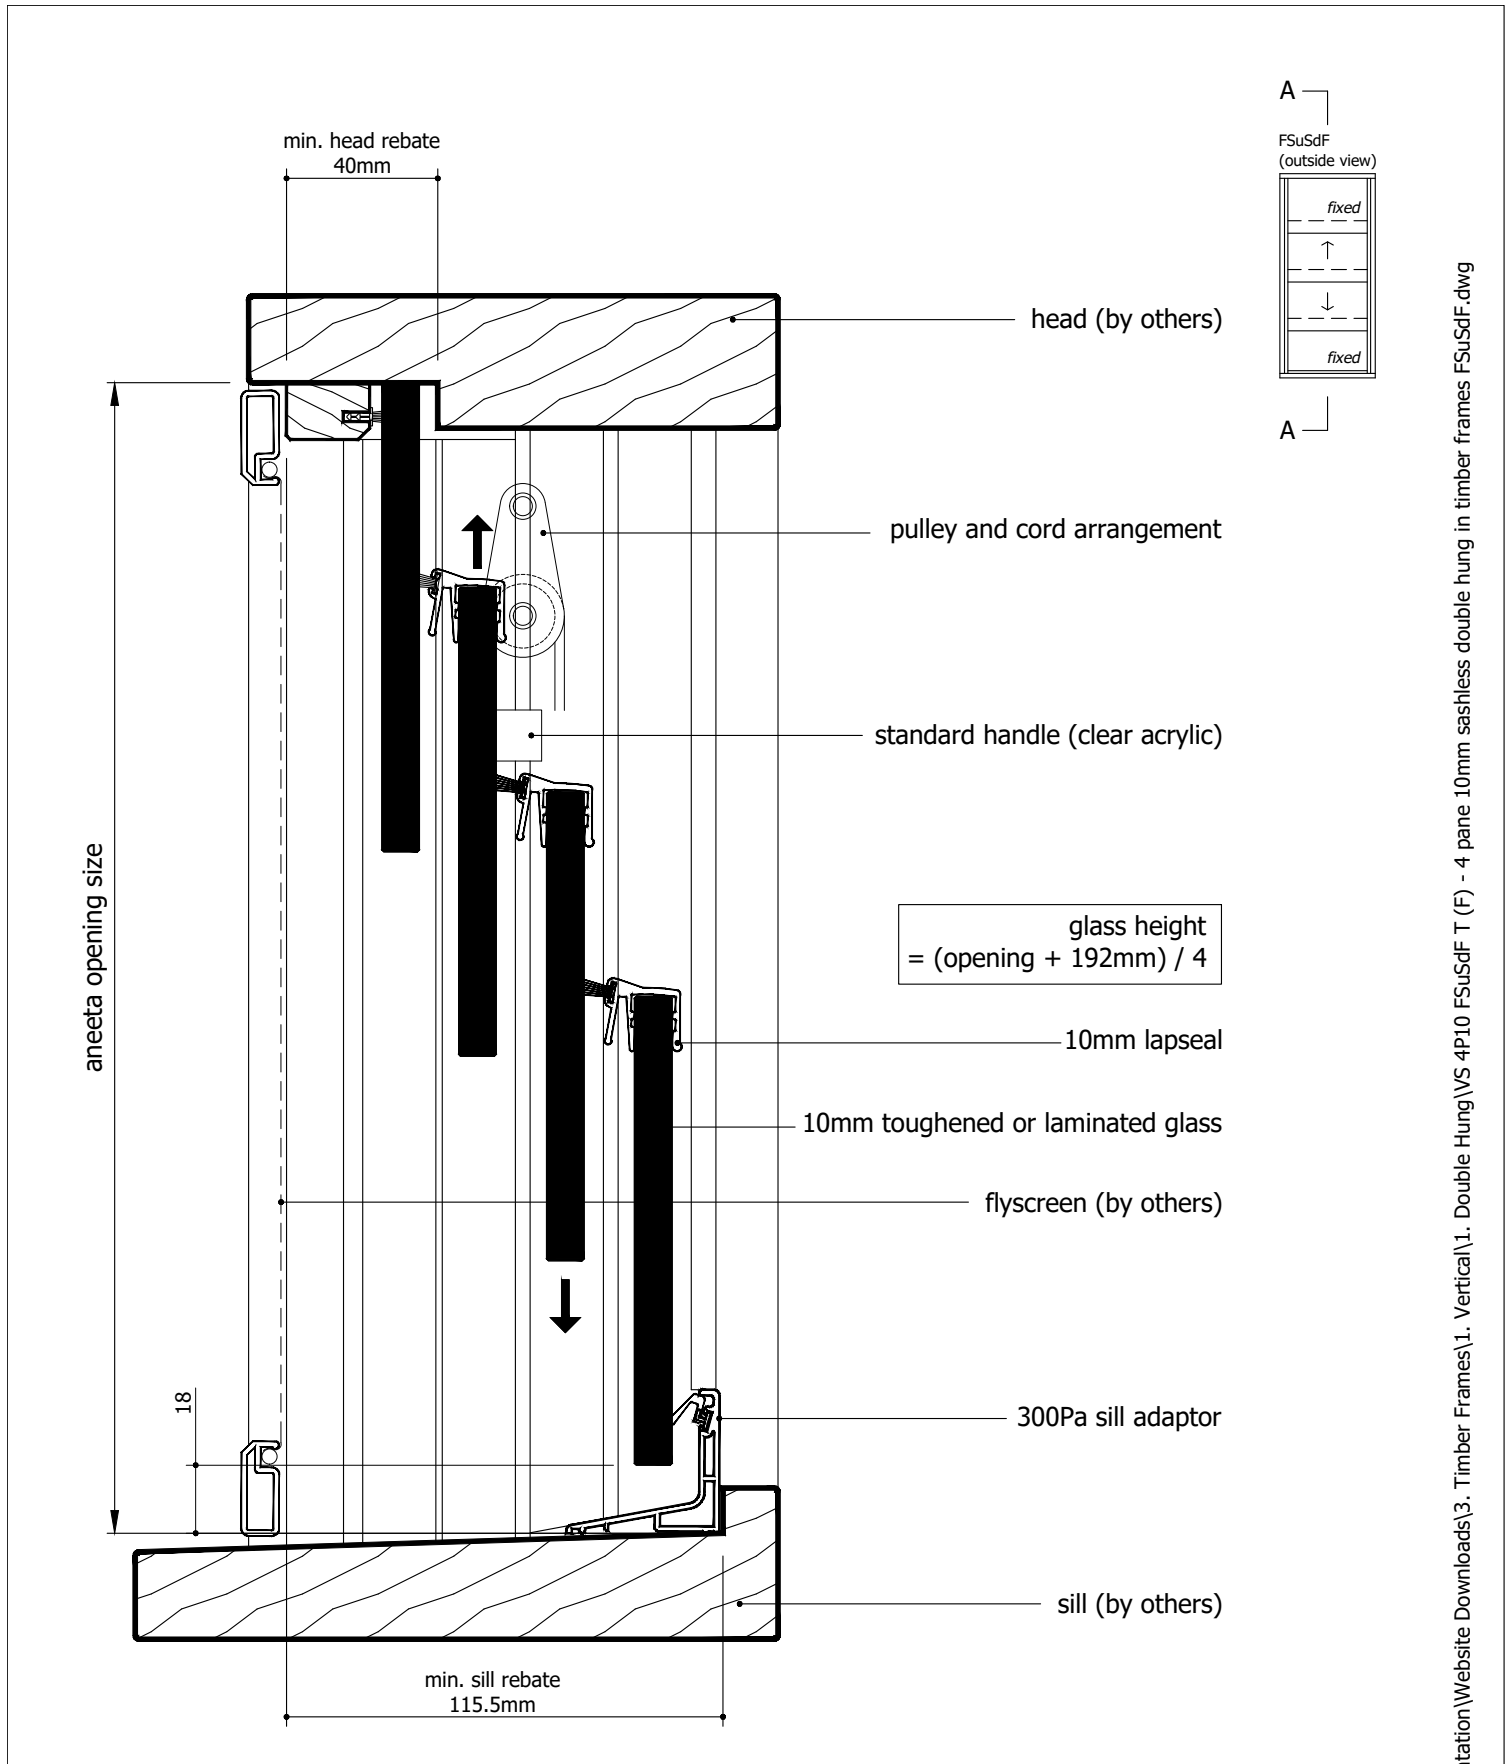 A
FSuSdF
(outside view)
fixed
fixed
A
min. head rebate
40mm
head (by others)
pulley and cord arrangement
standard handle (clear acrylic)
aneeta opening size
glass height
= (opening + 192mm) / 4
10mm lapseal
10mm toughened or laminated glass
flyscreen (by others)
18
300Pa sill adaptor
sill (by others)
min. sill rebate
115.5mm
tation\Website Downloads\3. Timber Frames\1. Vertical\1. Double Hung\VS 4P10 FSuSdF T (F) - 4 pane 10mm sashless double hung in timber frames FSuSdF.dwg